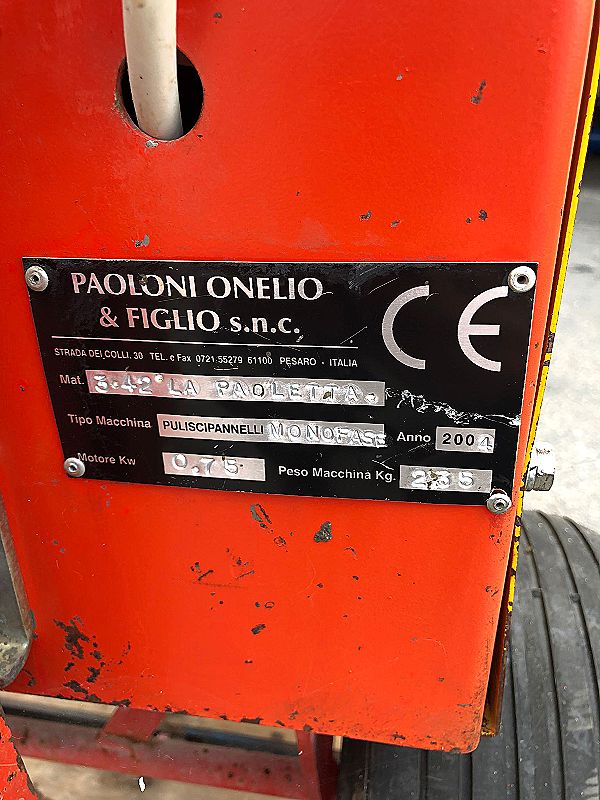 PAOLONI ONELIO
& FIGLIO s.n.c.
CE
STRADA DEI COLLI, 30 TEL. e Fax 0721.55279 61100 PESARO - ITALIA
Mat. 3.42° LA PAOLETTA.
Tipo Macchina PULISCIPANNELLI MONOFASE Anno 2004
Motore Kw 0.75 Peso Macchina Kg. 235